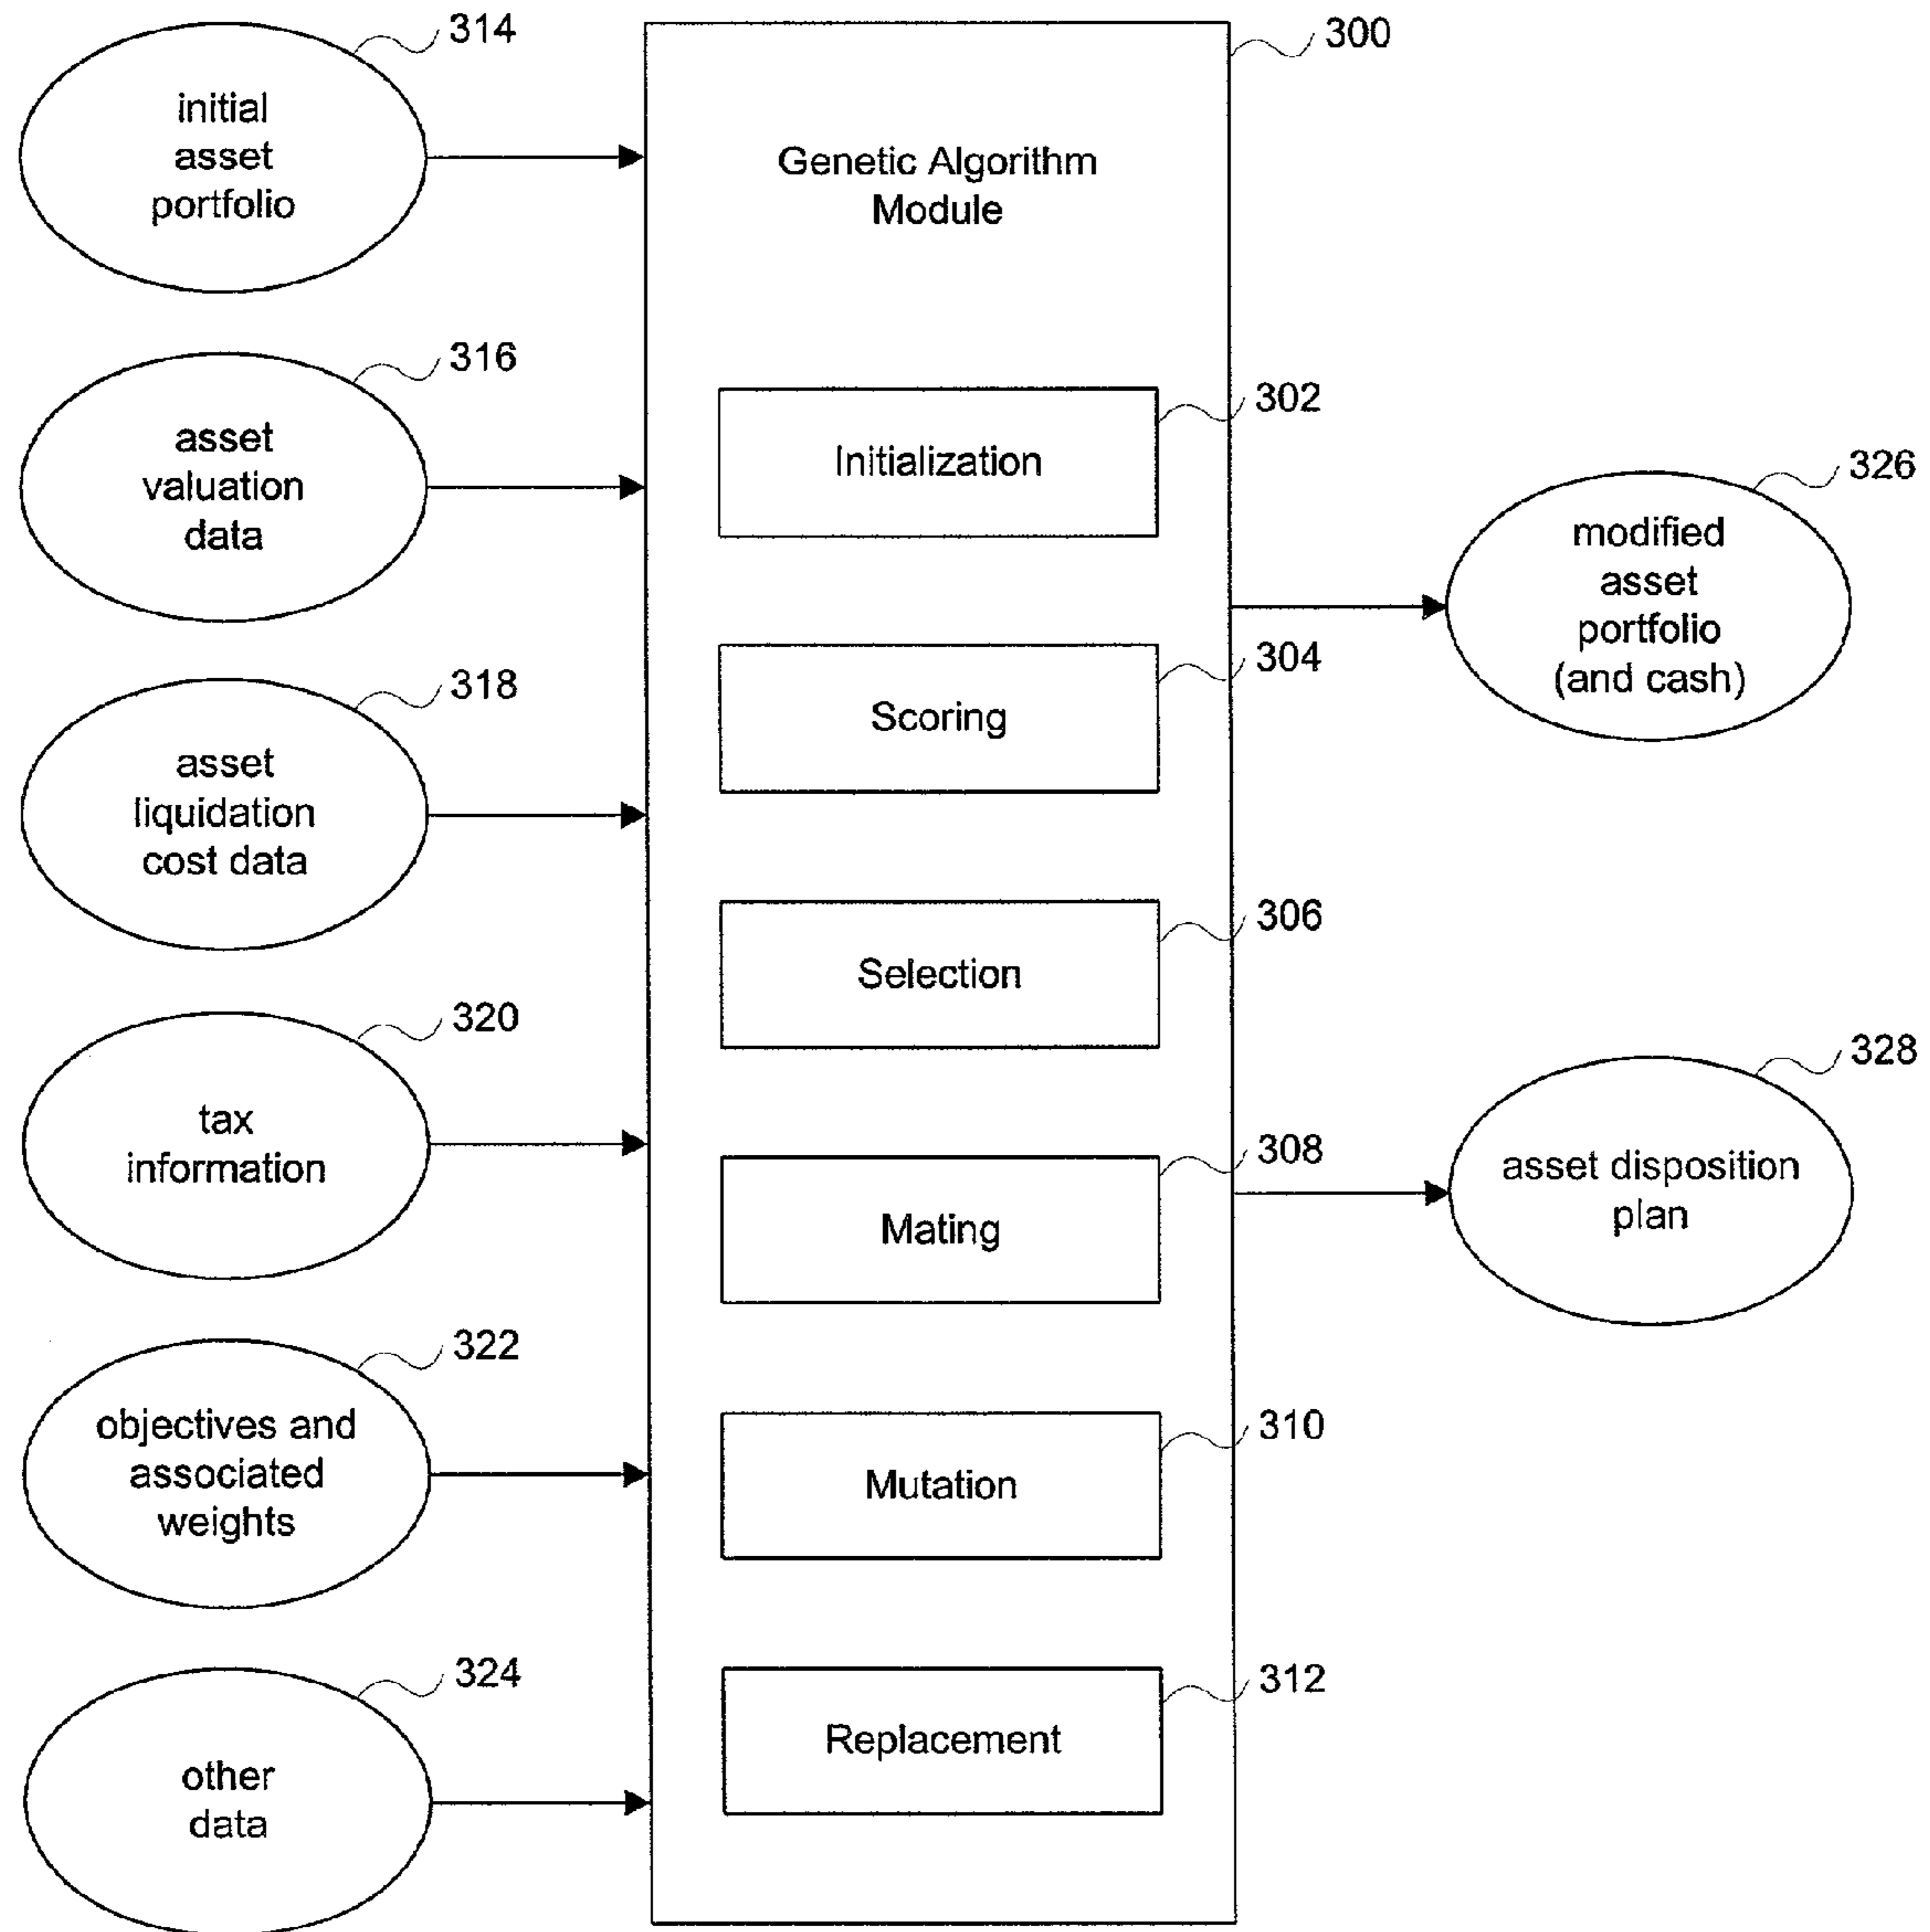 314
initial
asset
portfolio
316
asset
valuation
data
318
asset
liquidation
cost data
320
tax
information
322
objectives and
associated
weights
324
other
data
300
Genetic Algorithm
Module
302
Initialization
304
Scoring
306
Selection
308
Mating
310
Mutation
312
Replacement
326
modified
asset
portfolio
(and cash)
328
asset disposition
plan